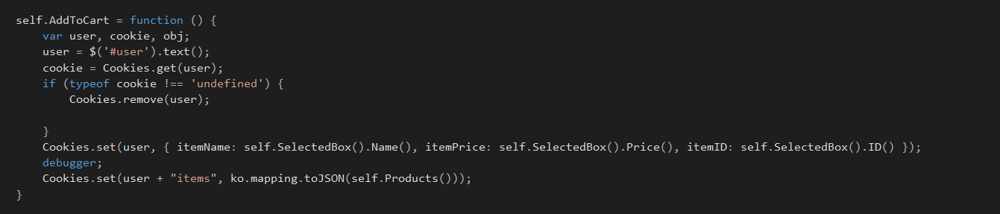 self.AddToCart = function () {
    var user, cookie, obj;
    user = $('#user').text();
    cookie = Cookies.get(user);
    if (typeof cookie !== 'undefined') {
        Cookies.remove(user);

    }
    Cookies.set(user, { itemName: self.SelectedBox().Name(), itemPrice: self.SelectedBox().Price(), itemID: self.SelectedBox().ID() });
    debugger;
    Cookies.set(user + "items", ko.mapping.toJSON(self.Products()));
}